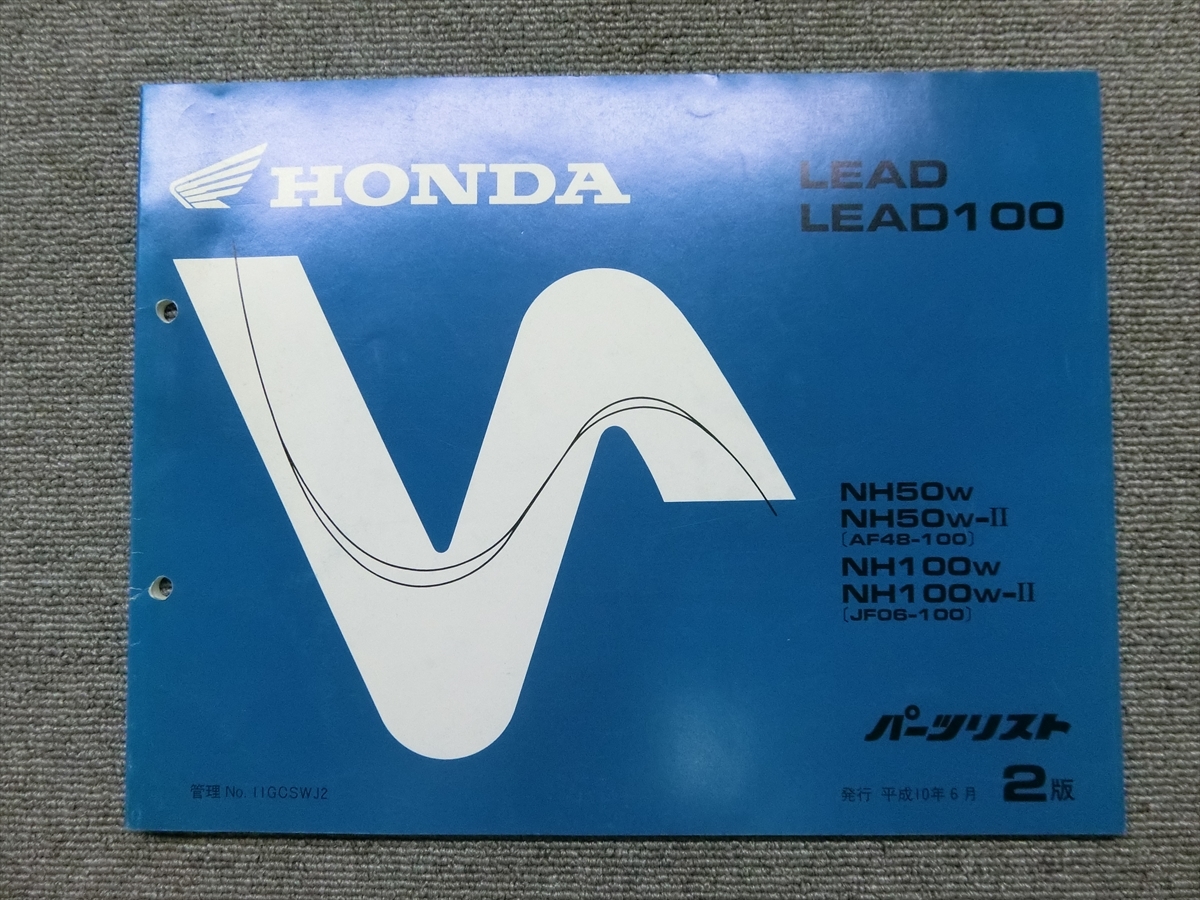 HONDA
LEAD
LEAD100
NH50W
NH50W-II
〔AF48-100〕
NH100W
NH100W-II
〔JF06-100〕
パーツリスト
管理 No. 11GCSWJ2
発行 平成10年6月 2版